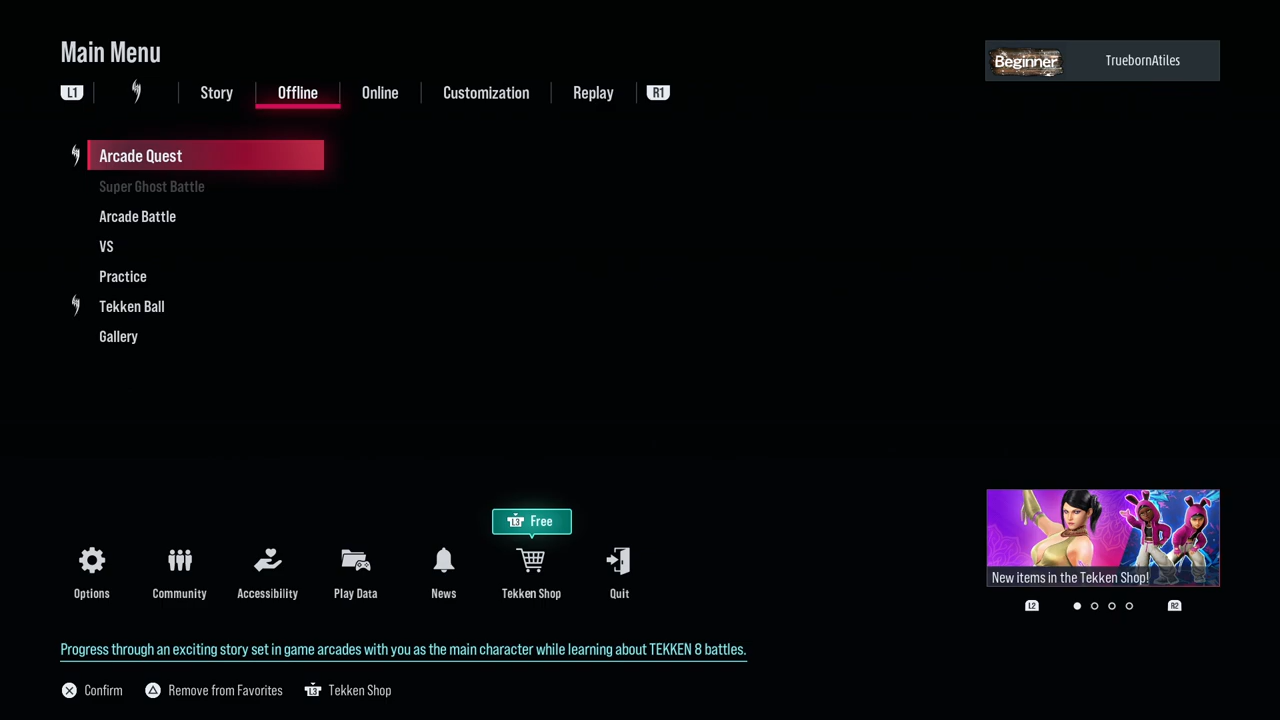 Main Menu
Beginner TruebornAtiles
L1 Story Offline Online Customization Replay R1
Arcade Quest
Super Ghost Battle
Arcade Battle
VS
Practice
Tekken Ball
Gallery
L3 Free
Options Community Accessibility Play Data News Tekken Shop Quit
New items in the Tekken Shop!
L2 R2
Progress through an exciting story set in game arcades with you as the main character while learning about TEKKEN 8 battles.
Confirm Remove from Favorites L3 Tekken Shop